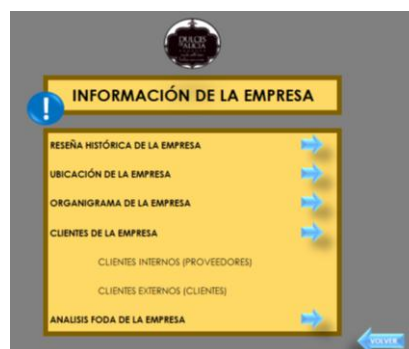 DULCES
D'ALICIA
INFORMACIÓN DE LA EMPRESA
!
RESEÑA HISTÓRICA DE LA EMPRESA
UBICACIÓN DE LA EMPRESA
ORGANIGRAMA DE LA EMPRESA
CLIENTES DE LA EMPRESA
CLIENTES INTERNOS (PROVEEDORES)
CLIENTES EXTERNOS (CLIENTES)
ANALISIS FODA DE LA EMPRESA
VOLVER